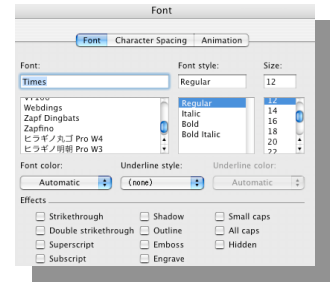 Font
Font Character Spacing Animation
Font: Font style: Size:
Times Regular 12
VT100 Regular 12
Webdings Italic 14
Zapf Dingbats Bold 16
Zapfino Bold Italic 18
ヒラギノ丸ゴ Pro W4 20
ヒラギノ明朝 Pro W3 22
Font color: Underline style: Underline color:
Automatic (none) Automatic
Effects
Strikethrough Shadow Small caps
Double strikethrough Outline All caps
Superscript Emboss Hidden
Subscript Engrave